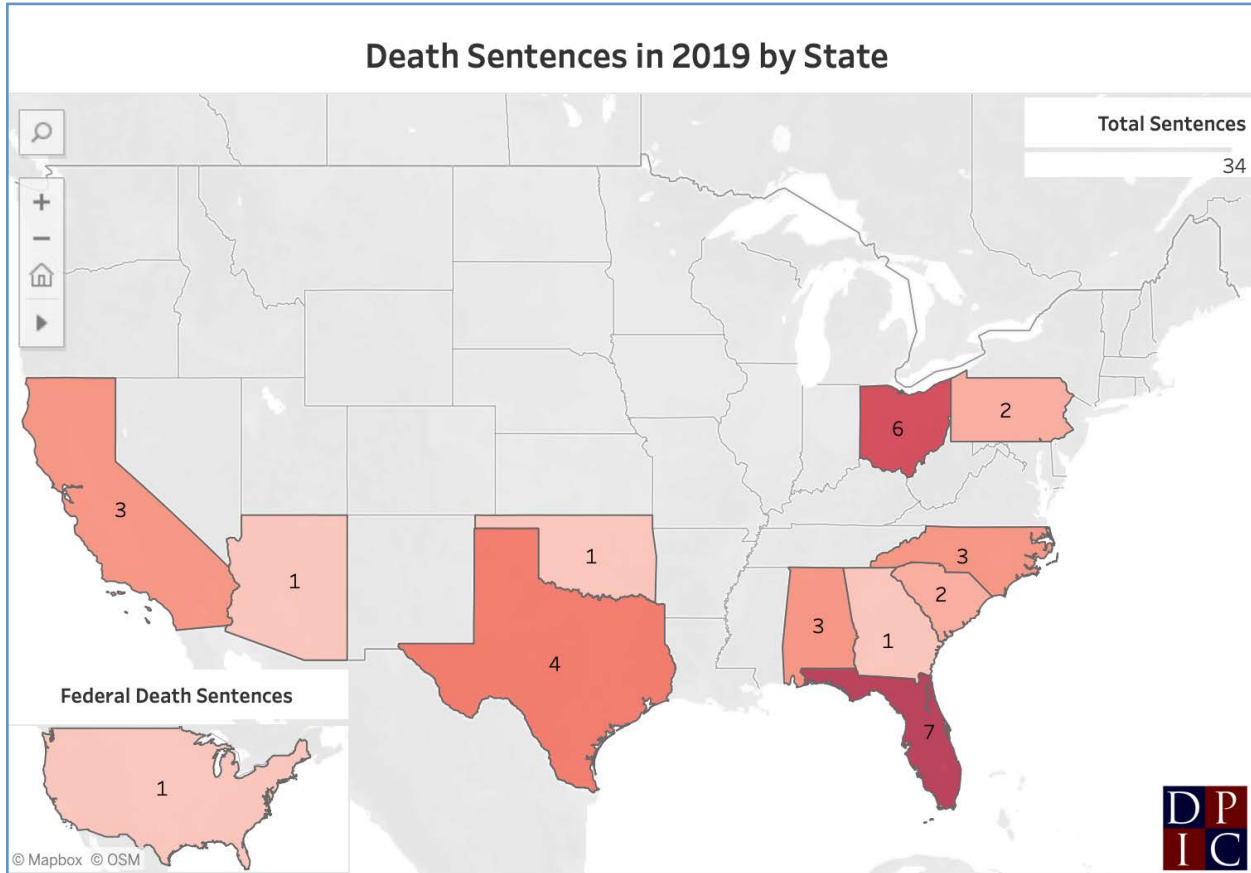 Death Sentences in 2019 by State
Total Sentences
34
6
2
3
1
1
3
2
3
1
4
7
Federal Death Sentences
1
© Mapbox © OSM
D P
I C